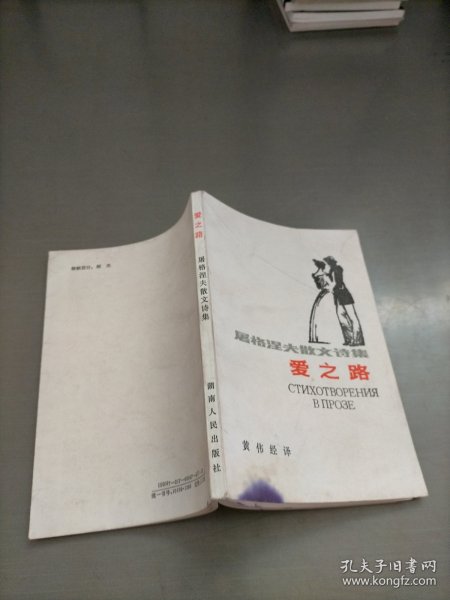 爱之路
屠格涅夫散文诗集
湖南人民出版社
屠格涅夫散文诗集
爱之路
СТИХОТВОРЕНИЯ
В ПРОЗЕ
黄伟经译
孔夫子旧书网
www.kongfz.com